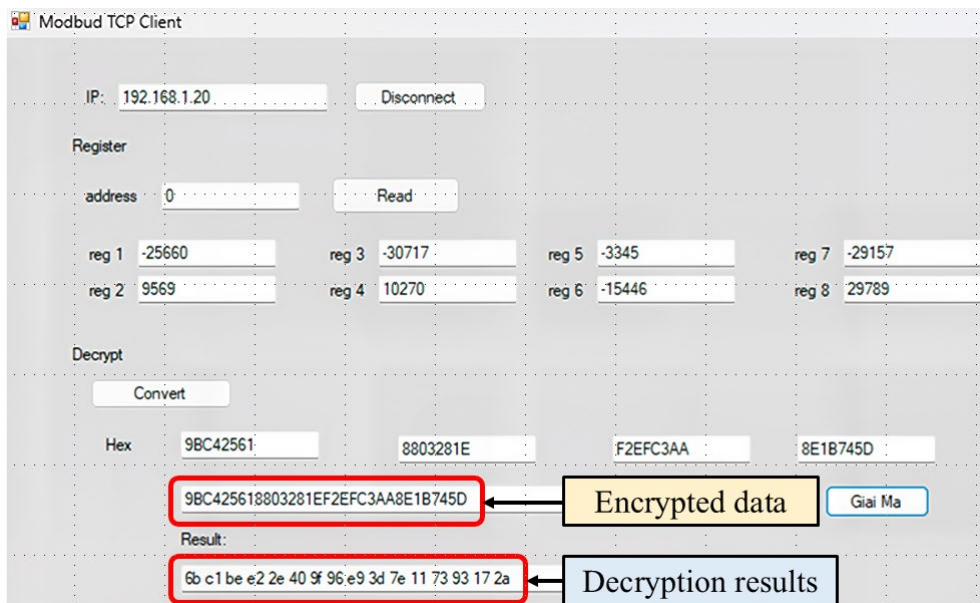 Modbud TCP Client
IP: 192.168.1.20 Disconnect
Register
address 0 Read
reg 1 -25660 reg 3 -30717 reg 5 -3345 reg 7 -29157
reg 2 9569 reg 4 10270 reg 6 -15446 reg 8 29789
Decrypt
Convert
Hex 9BC42561 8803281E F2EFC3AA 8E1B745D
9BC425618803281EF2EFC3AA8E1B745D Encrypted data Giai Ma
Result:
6b c1 be e2 2e 40 9f 96 e9 3d 7e 11 73 93 17 2a Decryption results